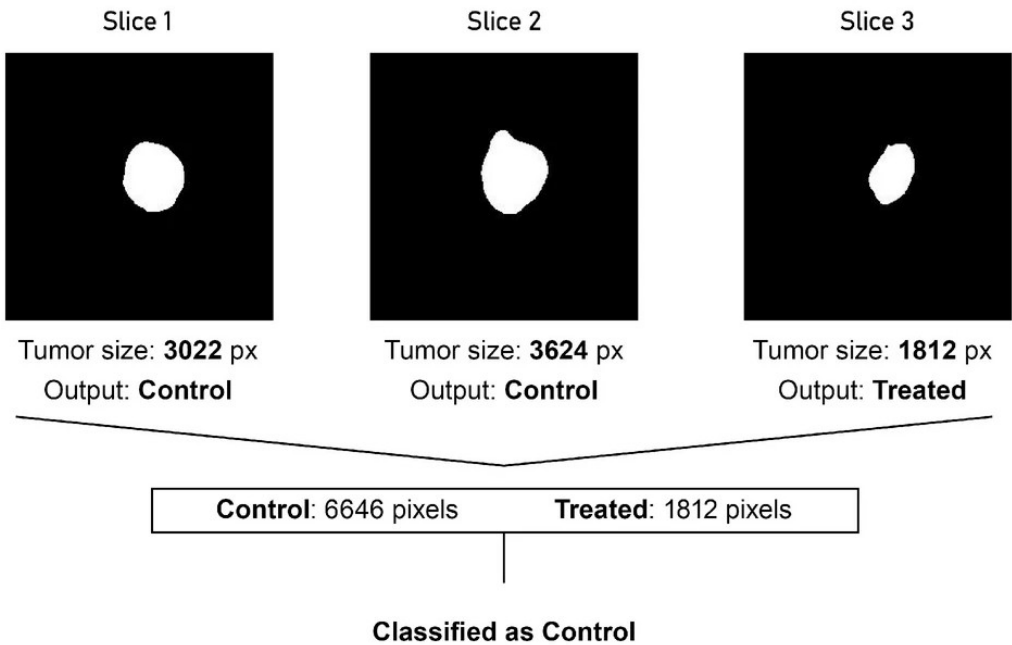 Slice 1
Slice 2
Slice 3
Tumor size: 3022 px
Output: Control
Tumor size: 3624 px
Output: Control
Tumor size: 1812 px
Output: Treated
Control: 6646 pixels
Treated: 1812 pixels
Classified as Control